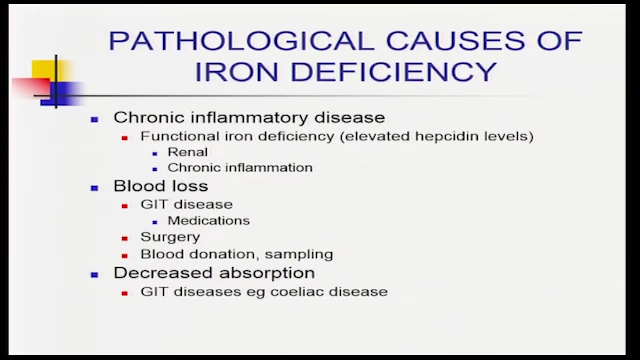 PATHOLOGICAL CAUSES OF
IRON DEFICIENCY
Chronic inflammatory disease
Functional iron deficiency (elevated hepcidin levels)
Renal
Chronic inflammation
Blood loss
GIT disease
Medications
Surgery
Blood donation, sampling
Decreased absorption
GIT diseases eg coeliac disease